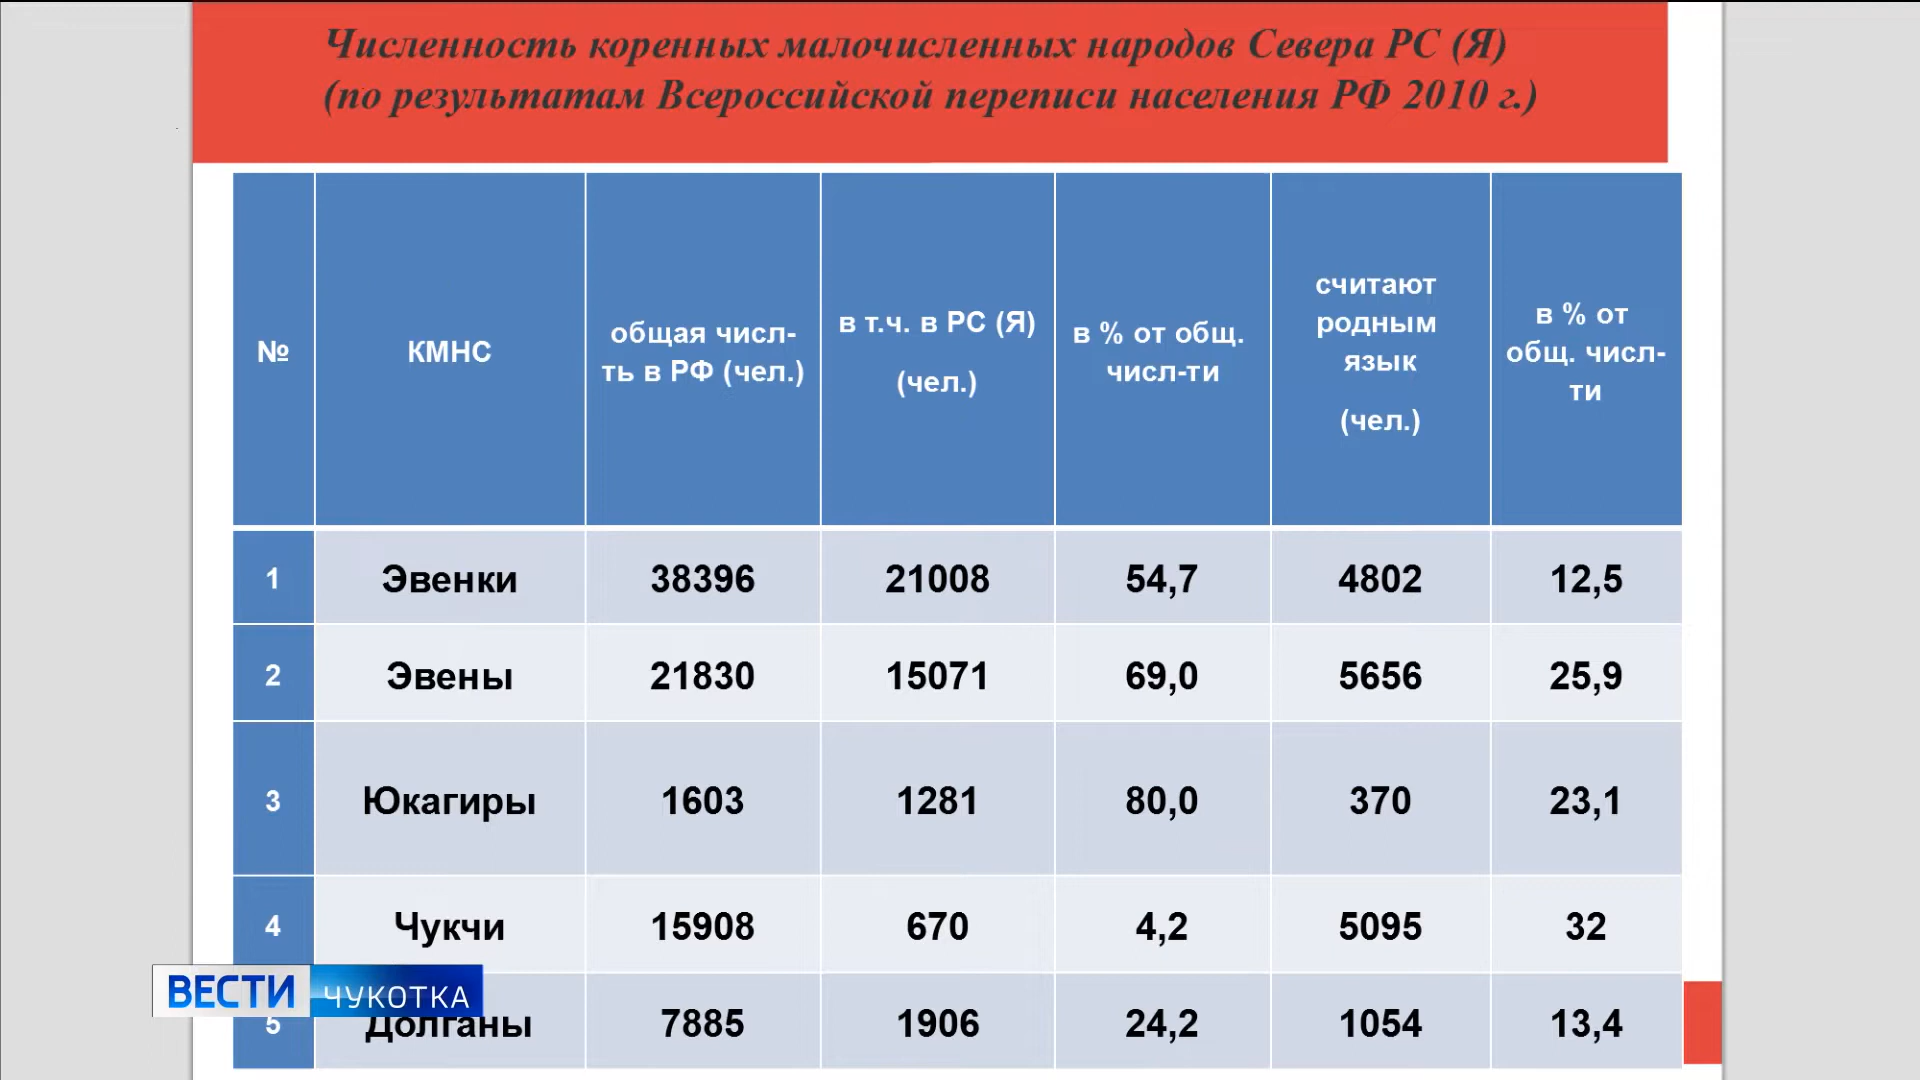 Численность коренных малочисленных народов Севера РС (Я)
(по результатам Всероссийской переписи населения РФ 2010 г.)
№
КМНС
общая числ-
ть в РФ (чел.)
в т.ч. в РС (Я)
(чел.)
в % от общ.
числ-ти
считают
родным
язык
(чел.)
в % от
общ. числ-
ти
1 Эвенки 38396 21008 54,7 4802 12,5
2 Эвены 21830 15071 69,0 5656 25,9
3 Юкагиры 1603 1281 80,0 370 23,1
4 Чукчи 15908 670 4,2 5095 32
ВЕСТИ ЧУКОТКА
5 Долганы 7885 1906 24,2 1054 13,4